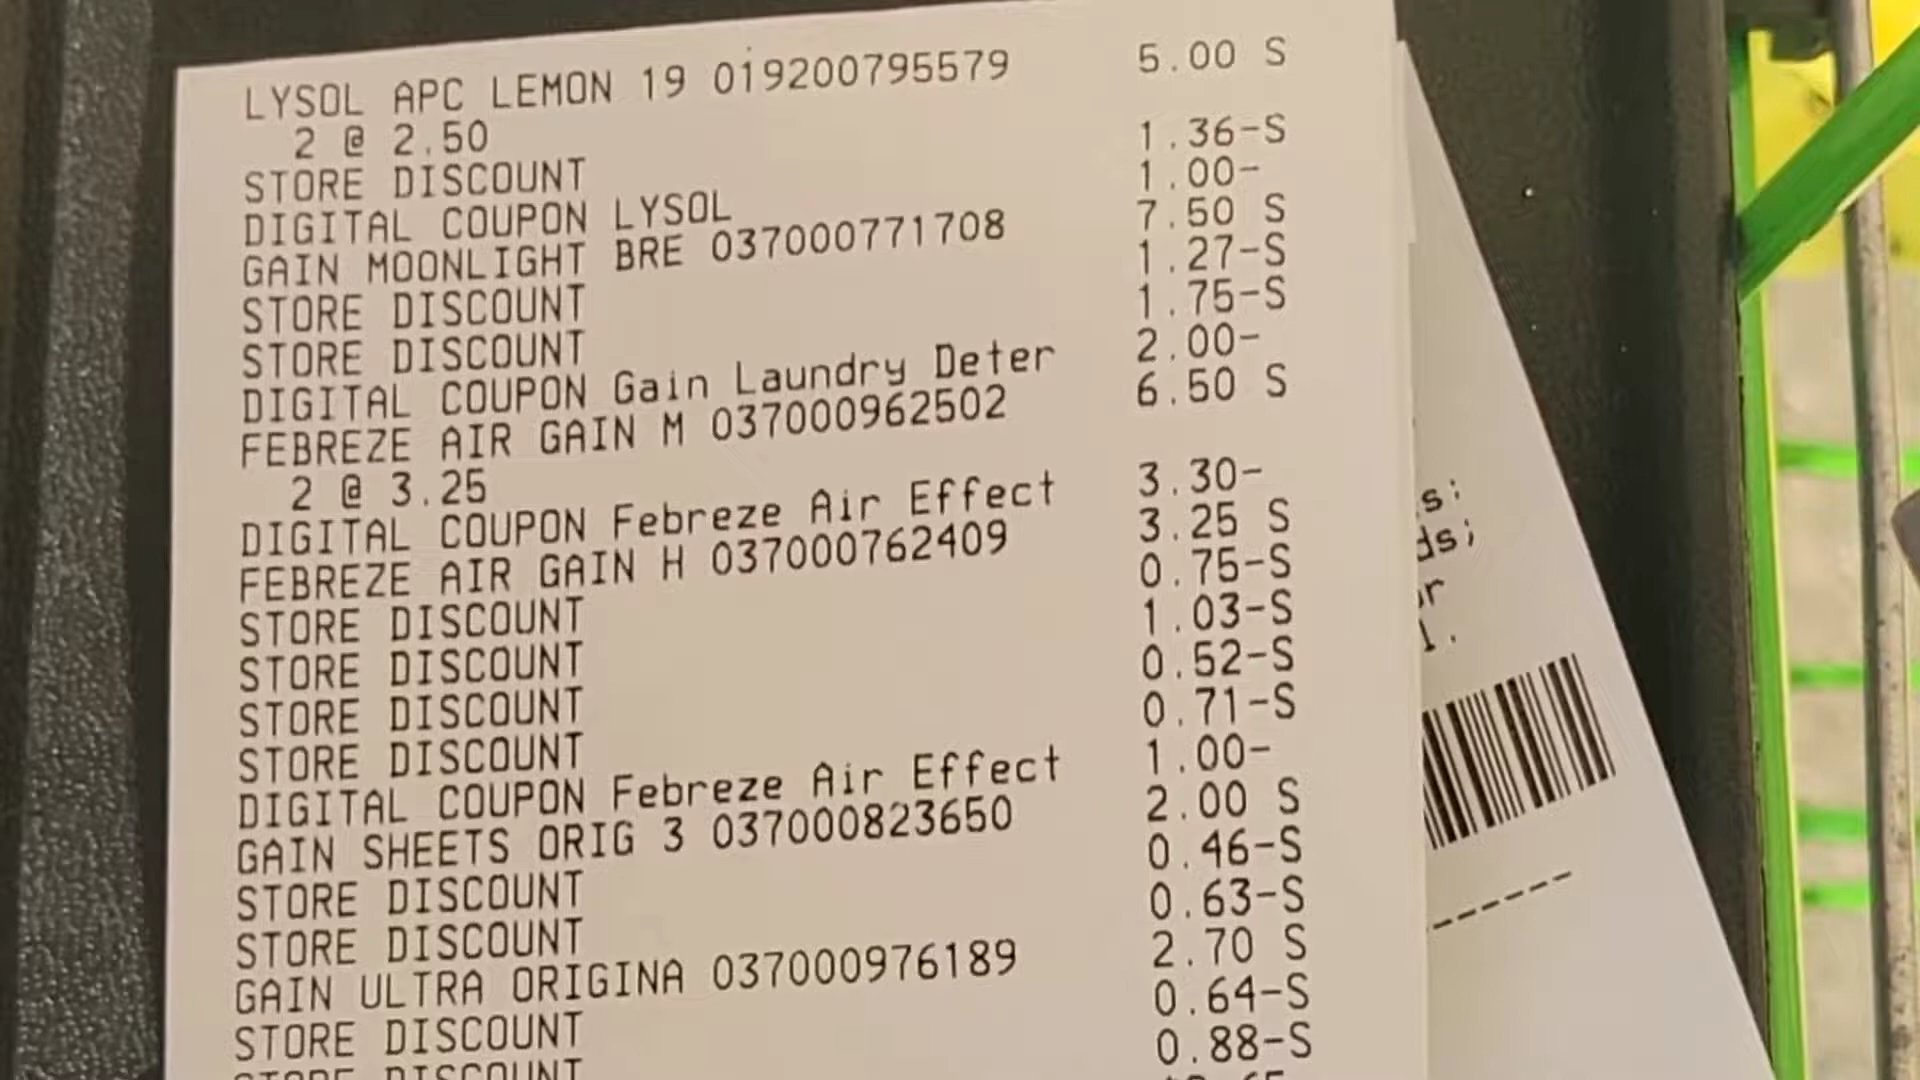 LYSOL APC LEMON 19 019200795579 5.00 S
2 @ 2.50
STORE DISCOUNT 1.36-S
DIGITAL COUPON LYSOL 1.00-
GAIN MOONLIGHT BRE 037000771708 7.50 S
STORE DISCOUNT 1.27-S
STORE DISCOUNT 1.75-S
DIGITAL COUPON Gain Laundry Deter 2.00-
FEBREZE AIR GAIN M 037000962502 6.50 S
2 @ 3.25
DIGITAL COUPON Febreze Air Effect 3.30-
FEBREZE AIR GAIN H 037000762409 3.25 S
STORE DISCOUNT 0.75-S
STORE DISCOUNT 1.03-S
STORE DISCOUNT 0.52-S
STORE DISCOUNT 0.71-S
DIGITAL COUPON Febreze Air Effect 1.00-
GAIN SHEETS ORIG 3 037000823650 2.00 S
STORE DISCOUNT 0.46-S
STORE DISCOUNT 0.63-S
GAIN ULTRA ORIGINA 037000976189 2.70 S
STORE DISCOUNT 0.64-S
STORE DISCOUNT 0.88-S